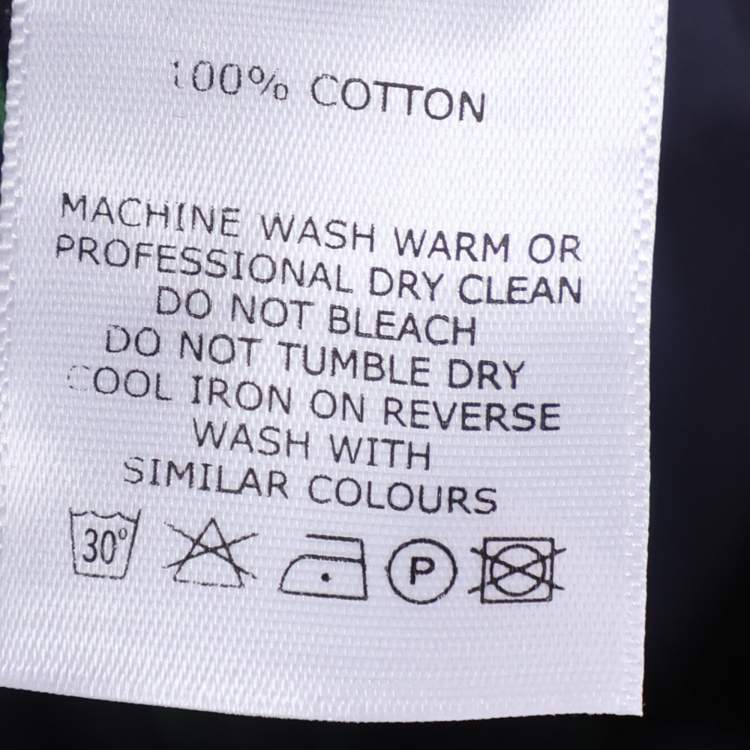 100% COTTON
MACHINE WASH WARM OR
PROFESSIONAL DRY CLEAN
DO NOT BLEACH
DO NOT TUMBLE DRY
COOL IRON ON REVERSE
WASH WITH
SIMILAR COLOURS
30° P